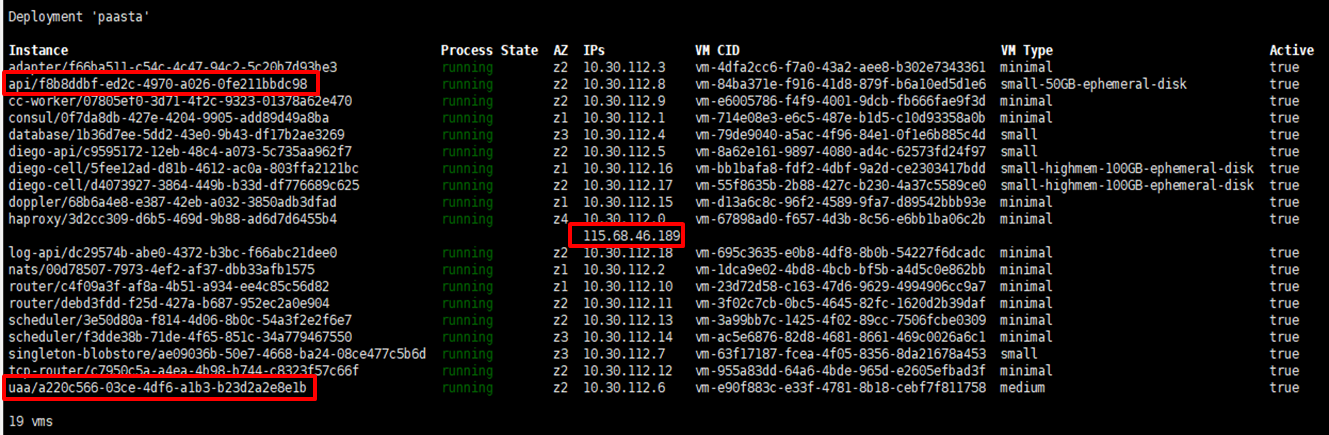 Deployment 'paasta'
Instance Process State AZ IPs VM CID VM Type Active
adapter/f66ba511-c54c-4c47-94c2-5c20b7d93be3 running z2 10.30.112.3 vm-4dfa2cc6-f7a0-43a2-aee8-b302e7343361 minimal true
api/f8b8ddbf-ed2c-4970-a026-0fe211bbdc98 running z2 10.30.112.8 vm-84ba371e-f916-41d8-879f-b6a10ed5d1e6 small-50GB-ephemeral-disk true
cc-worker/07805ef0-3d71-4f2c-9323-01378a62e470 running z2 10.30.112.9 vm-e6005786-f4f9-4001-9dcb-fb666fae9f3d minimal true
consul/0f7da8db-427e-4204-9905-add89d49a8ba running z1 10.30.112.1 vm-714e08e3-e6c5-487e-b1d5-c10d93358a0b minimal true
database/1b36d7ee-5dd2-43e0-9b43-df17b2ae3269 running z3 10.30.112.4 vm-79de9040-a5ac-4f96-84e1-0f1e6b885c4d small true
diego-api/c9595172-12eb-48c4-a073-5c735aa962f7 running z2 10.30.112.5 vm-8a62e161-9897-4080-ad4c-62573fd24f97 small true
diego-cell/5fee12ad-d81b-4612-ac0a-803ffa2121bc running z1 10.30.112.16 vm-bb1bafa8-fdf2-4dbf-9a2d-ce2303417bdd small-highmem-100GB-ephemeral-disk true
diego-cell/d4073927-3864-449b-b33d-df776689c625 running z2 10.30.112.17 vm-55f8635b-2b88-427c-b230-4a37c5589ce0 small-highmem-100GB-ephemeral-disk true
doppler/68b6a4e8-e387-42eb-a032-3850adb3dfad running z1 10.30.112.15 vm-d13a6c8c-96f2-4589-9fa7-d89542bbb93e minimal true
haproxy/3d2cc309-d6b5-469d-9b88-ad6d7d6455b4 running z4 10.30.112.0 vm-67898ad0-f657-4d3b-8c56-e6bb1ba06c2b minimal true
115.68.46.189
log-api/dc29574b-abe0-4372-b3bc-f66abc21dee0 running z2 10.30.112.18 vm-695c3635-e0b8-4df8-8b0b-54227f6dcadc minimal true
nats/00d78507-7973-4ef2-af37-dbb33afb1575 running z1 10.30.112.2 vm-1dca9e02-4bd8-4bcb-bf5b-a4d5c0e862bb minimal true
router/c4f09a3f-af8a-4b51-a934-ee4c85c56d82 running z1 10.30.112.10 vm-23d72d58-c163-47d6-9629-4994906cc9a7 minimal true
router/debd3fdd-f25d-427a-b687-952ec2a0e904 running z2 10.30.112.11 vm-3f02c7cb-0bc5-4645-82fc-1620d2b39daf minimal true
scheduler/3e50d80a-f814-4d06-8b0c-54a3f2e2f6e7 running z2 10.30.112.13 vm-3a99bb7c-1425-4f02-89cc-7506fcbe0309 minimal true
scheduler/f3dde38b-71de-4f65-851c-34a779467550 running z3 10.30.112.14 vm-ac5e6876-82d8-4681-8661-469c0026a6c1 minimal true
singleton-blobstore/ae09036b-50e7-4668-ba24-08ce477c5b6d running z3 10.30.112.7 vm-63f17187-fcea-4f05-8356-8da21678a453 small true
tcp-router/c7950c5a-a4ea-4b98-b744-c8323f57c66f running z2 10.30.112.12 vm-955a83dd-64a6-4bde-965d-e2605efbad3f minimal true
uaa/a220c566-03ce-4df6-a1b3-b23d2a2e8e1b running z2 10.30.112.6 vm-e90f883c-e33f-4781-8b18-cebf7f811758 medium true
19 vms